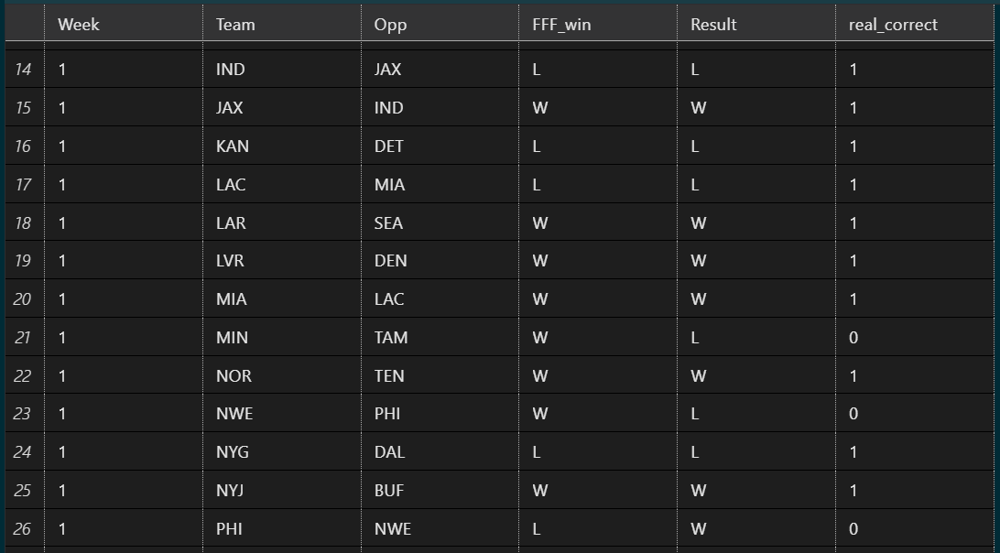 Week Team Opp FFF_win Result real_correct
14 1 IND JAX L L 1
15 1 JAX IND W W 1
16 1 KAN DET L L 1
17 1 LAC MIA L L 1
18 1 LAR SEA W W 1
19 1 LVR DEN W W 1
20 1 MIA LAC W W 1
21 1 MIN TAM W L 0
22 1 NOR TEN W W 1
23 1 NWE PHI W L 0
24 1 NYG DAL L L 1
25 1 NYJ BUF W W 1
26 1 PHI NWE L W 0